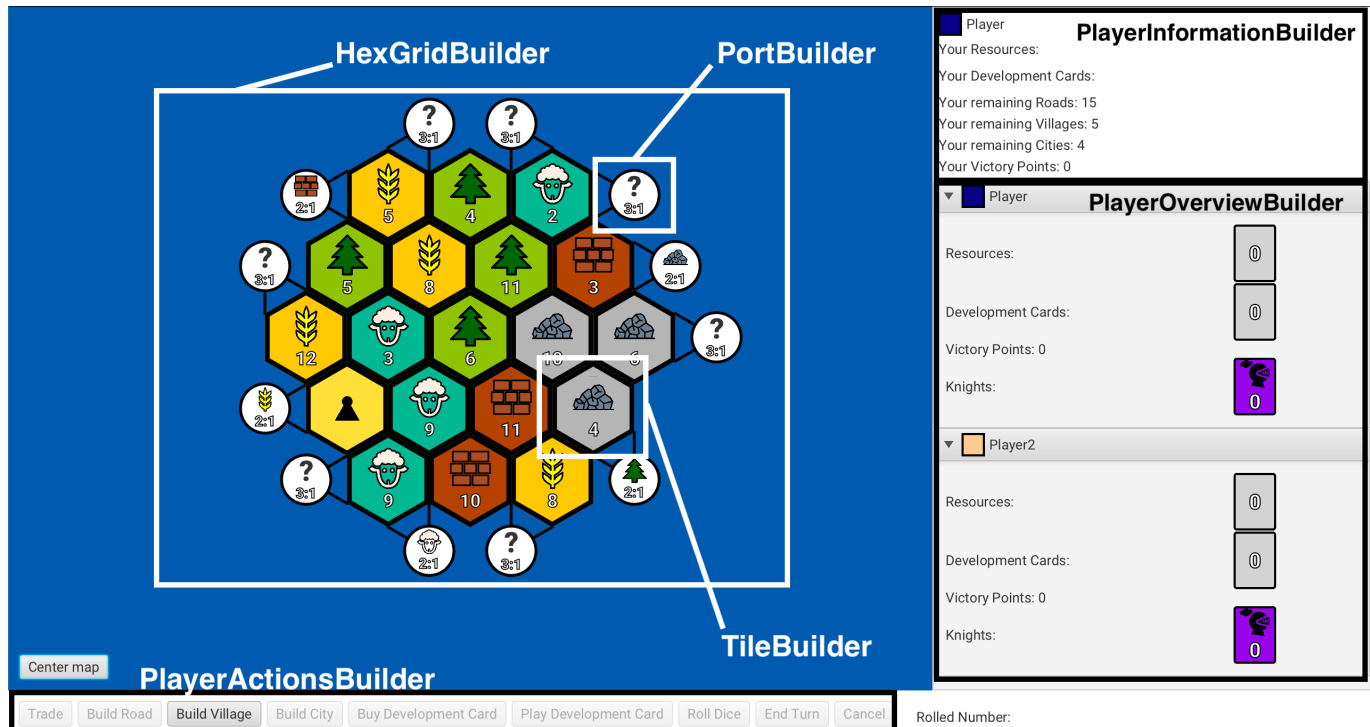 HexGridBuilder
PortBuilder
?
3:1
?
3:1
2:1
5
4
2
?
3:1
?
3:1
5
8
11
3
2:1
12
3
6
10
6
?
3:1
2:1
9
11
4
?
3:1
9
10
8
2:1
2:1
?
3:1
TileBuilder
Center map
PlayerActionsBuilder
Trade
Build Road
Build Village
Build City
Buy Development Card
Play Development Card
Roll Dice
End Turn
Cancel
Player
PlayerInformationBuilder
Your Resources:
Your Development Cards:
Your remaining Roads: 15
Your remaining Villages: 5
Your remaining Cities: 4
Your Victory Points: 0
Player
PlayerOverviewBuilder
Resources:
0
Development Cards:
0
Victory Points: 0
Knights:
0
Player2
Resources:
0
Development Cards:
0
Victory Points: 0
Knights:
0
Rolled Number: